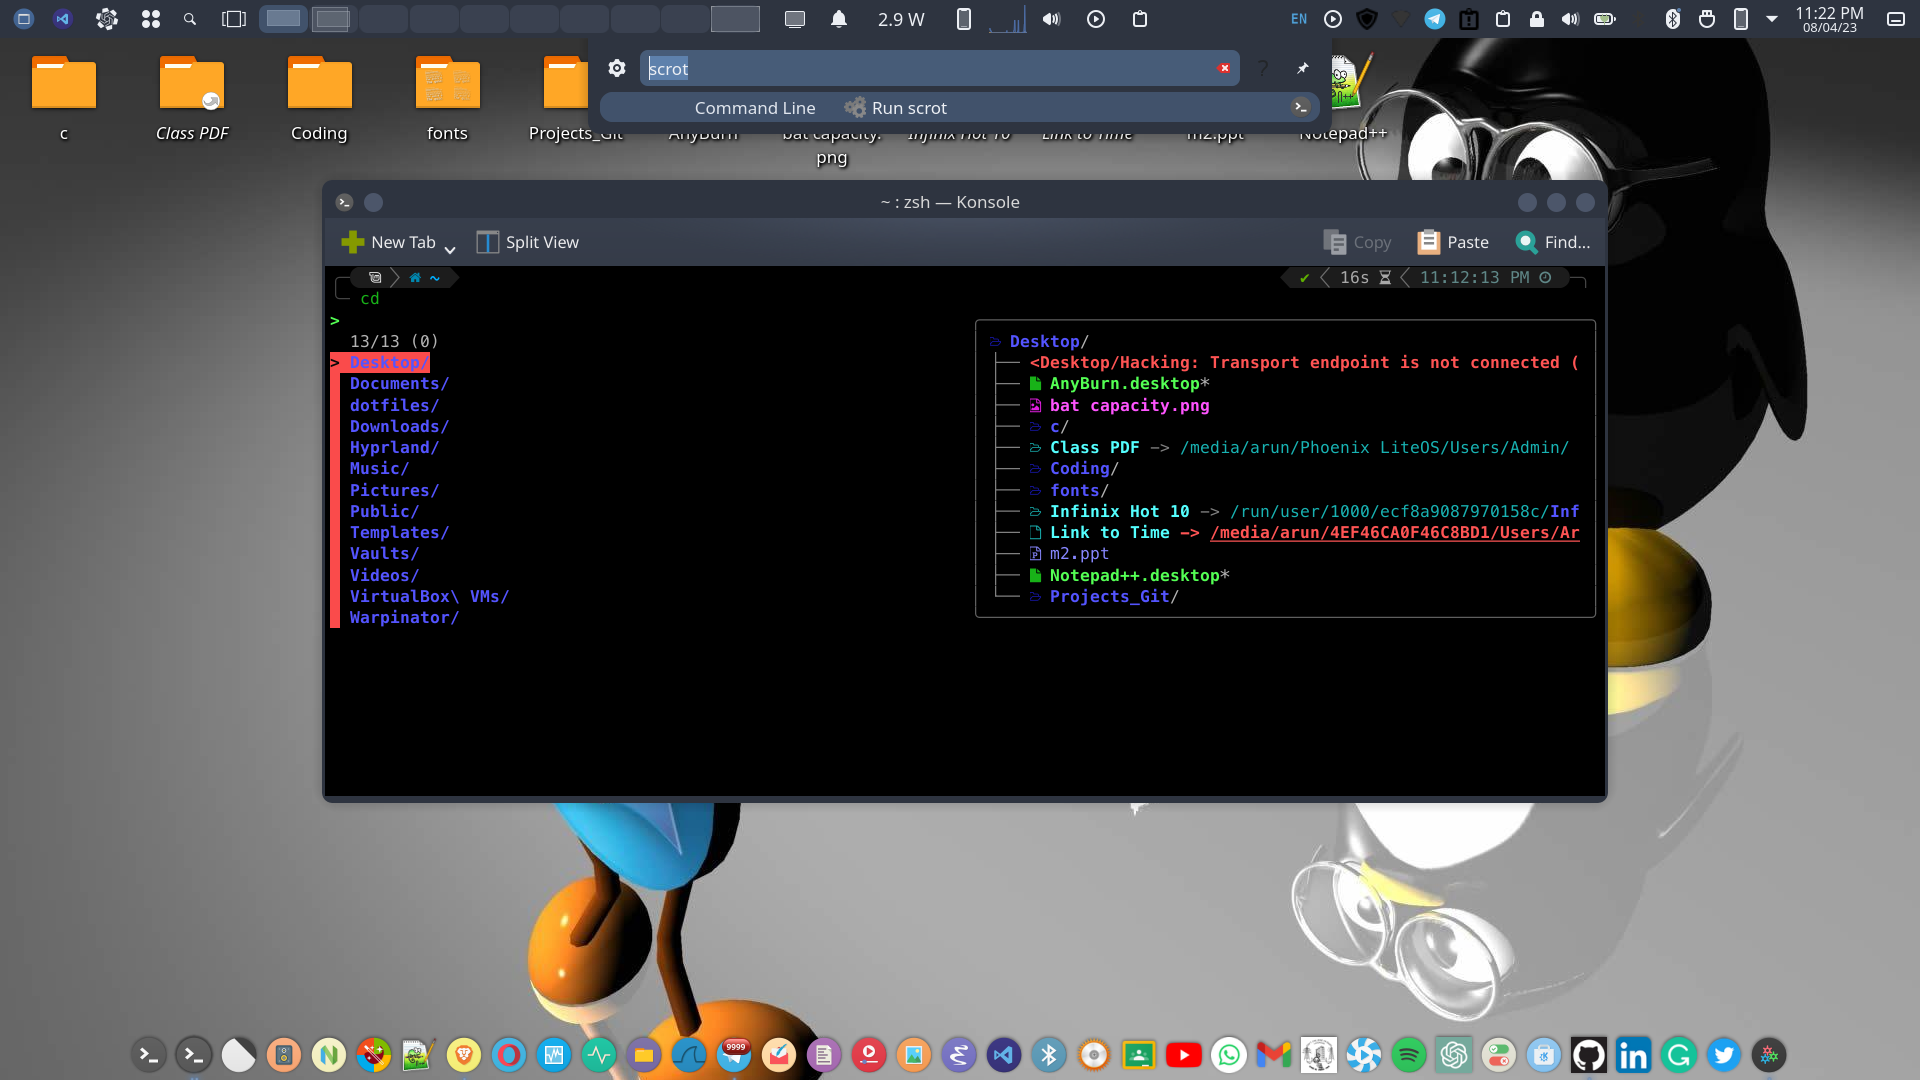 2.9 W
EN
11:22 PM
08/04/23
scrot
?
Command Line
Run scrot
c
Class PDF
Coding
fonts
Projects_Git
AnyBurn
bat capacity.
png
Infinix Hot 10
Link to Time
m2.ppt
Notepad++
~ : zsh — Konsole
New Tab
Split View
Copy
Paste
Find...
~
✔ 16s 11:12:13 PM
cd
>
13/13 (0)
> Desktop/
Documents/
dotfiles/
Downloads/
Hyprland/
Music/
Pictures/
Public/
Templates/
Vaults/
Videos/
VirtualBox\ VMs/
Warpinator/
Desktop/
<Desktop/Hacking: Transport endpoint is not connected (
AnyBurn.desktop*
bat capacity.png
c/
Class PDF -> /media/arun/Phoenix LiteOS/Users/Admin/
Coding/
fonts/
Infinix Hot 10 -> /run/user/1000/ecf8a9087970158c/Inf
Link to Time -> /media/arun/4EF46CA0F46C8BD1/Users/Ar
m2.ppt
Notepad++.desktop*
Projects_Git/
9999